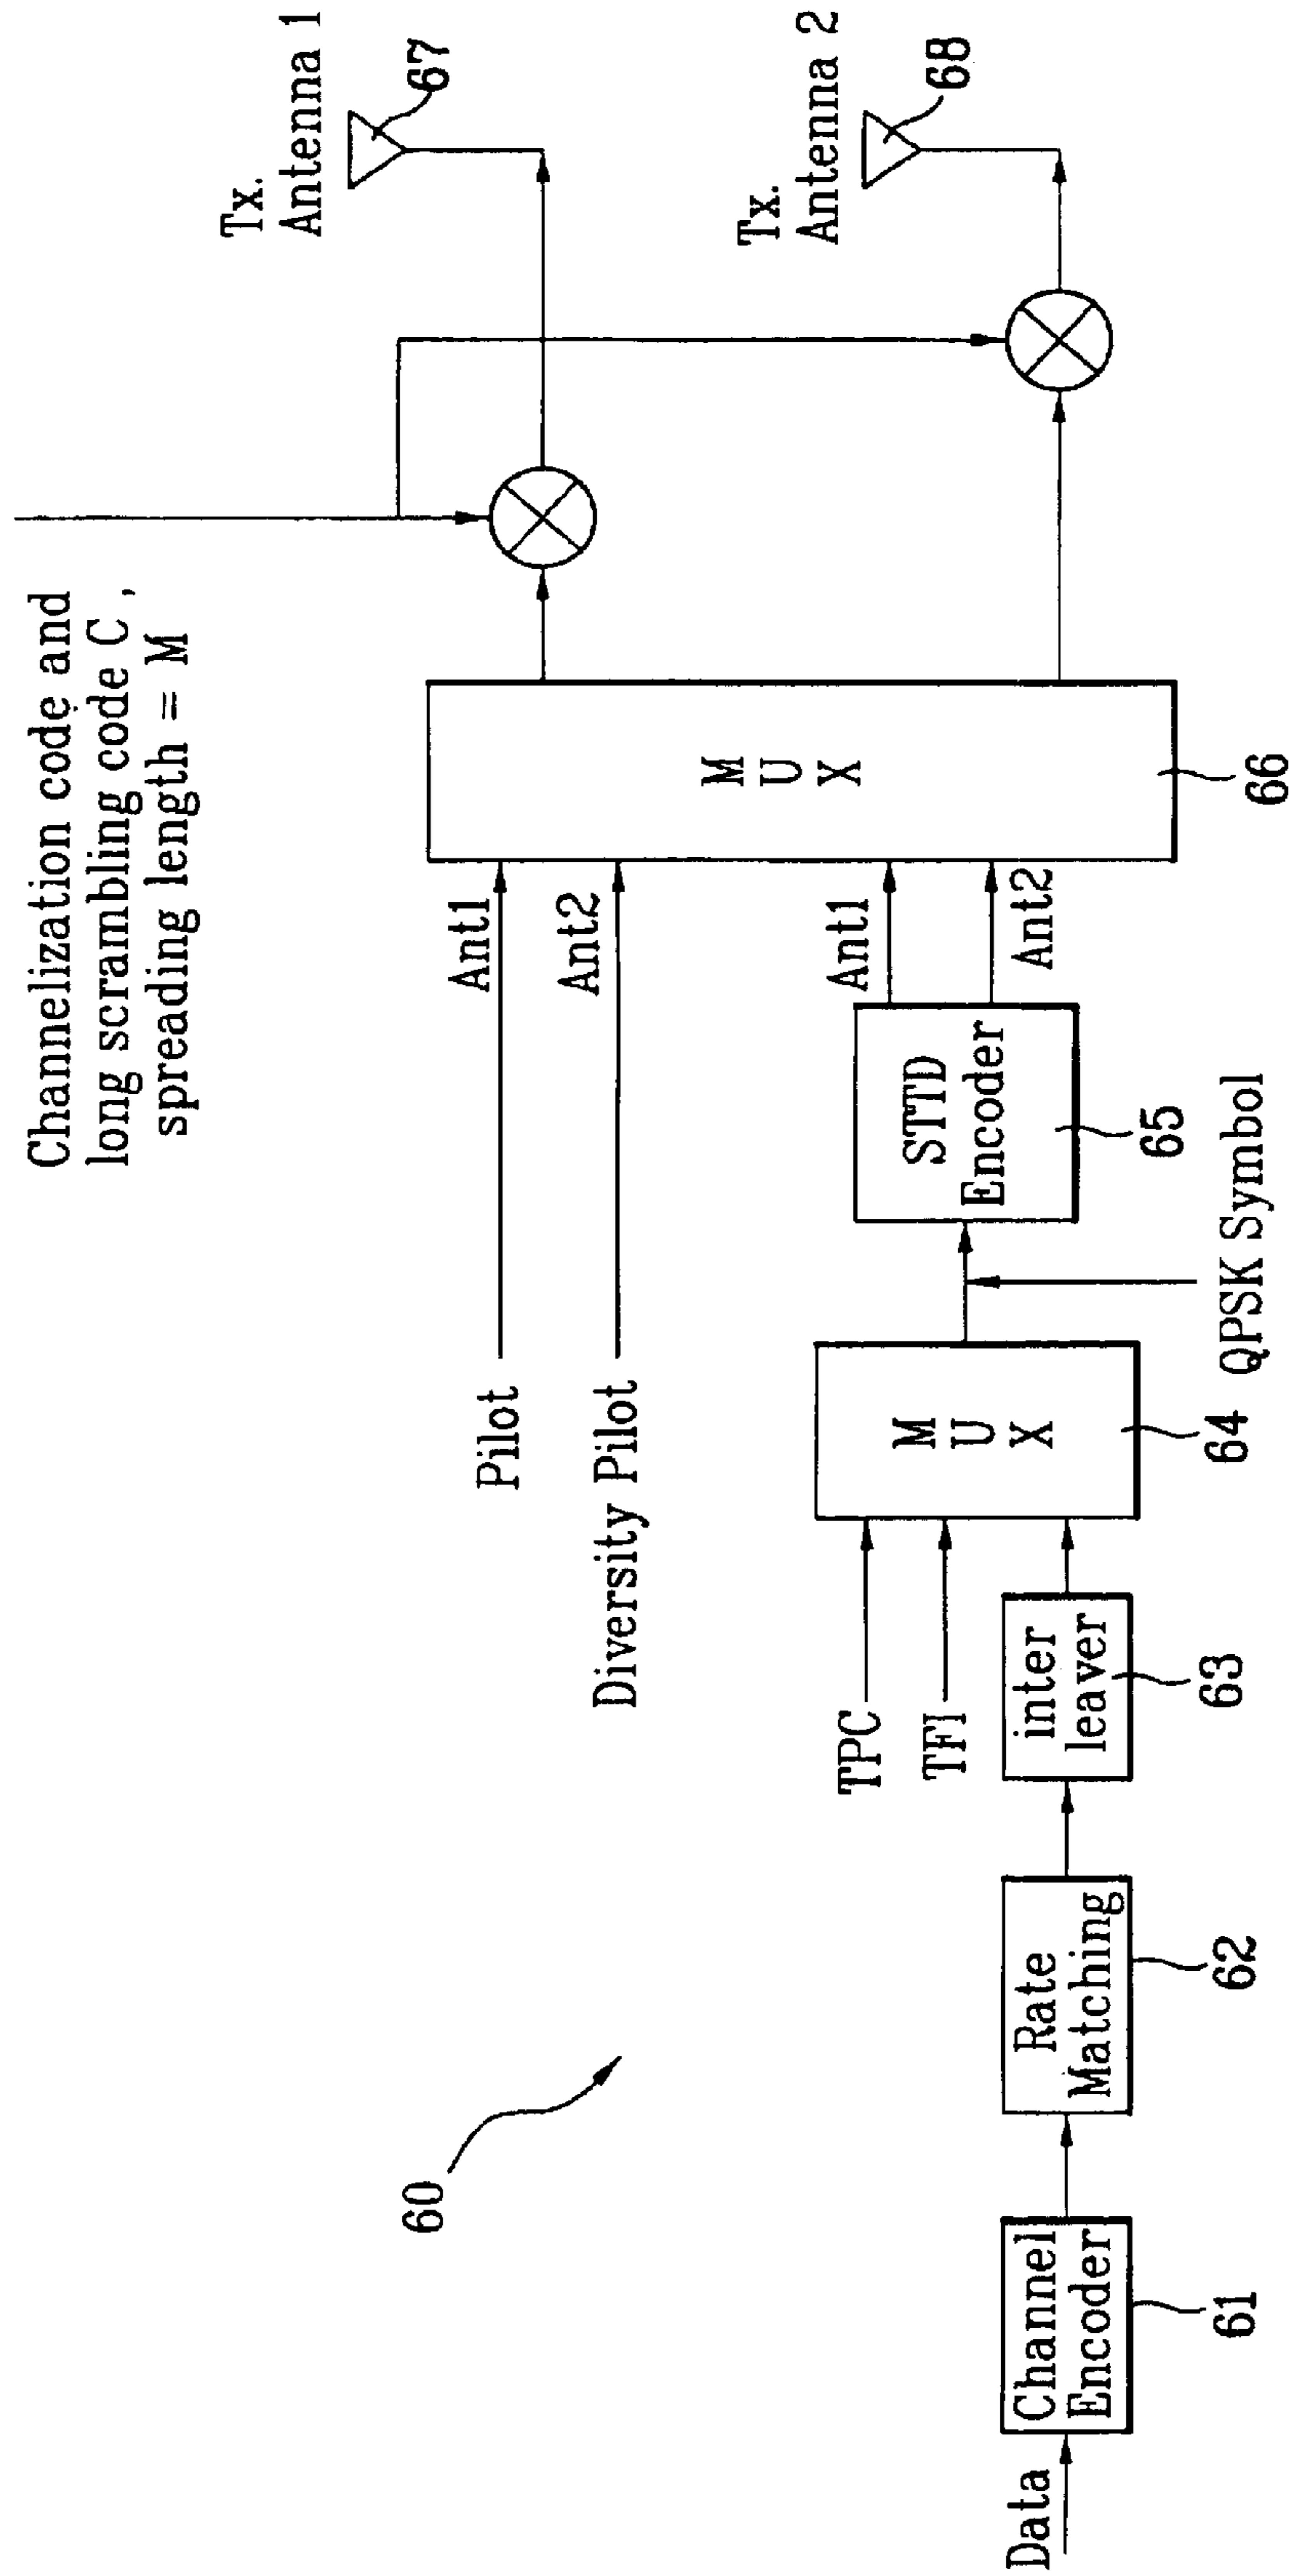 Channelization code and
long scrambling code C ,
spreading length = M
Tx.
Antenna 1
67
Tx.
Antenna 2
68
Pilot
Ant1
Diversity Pilot
Ant2
M
U
X
66
TPC
TFI
M
U
X
64
QPSK Symbol
STTD
Encoder
65
Ant1
Ant2
60
Data
Channel
Encoder
61
Rate
Matching
62
inter
leaver
63